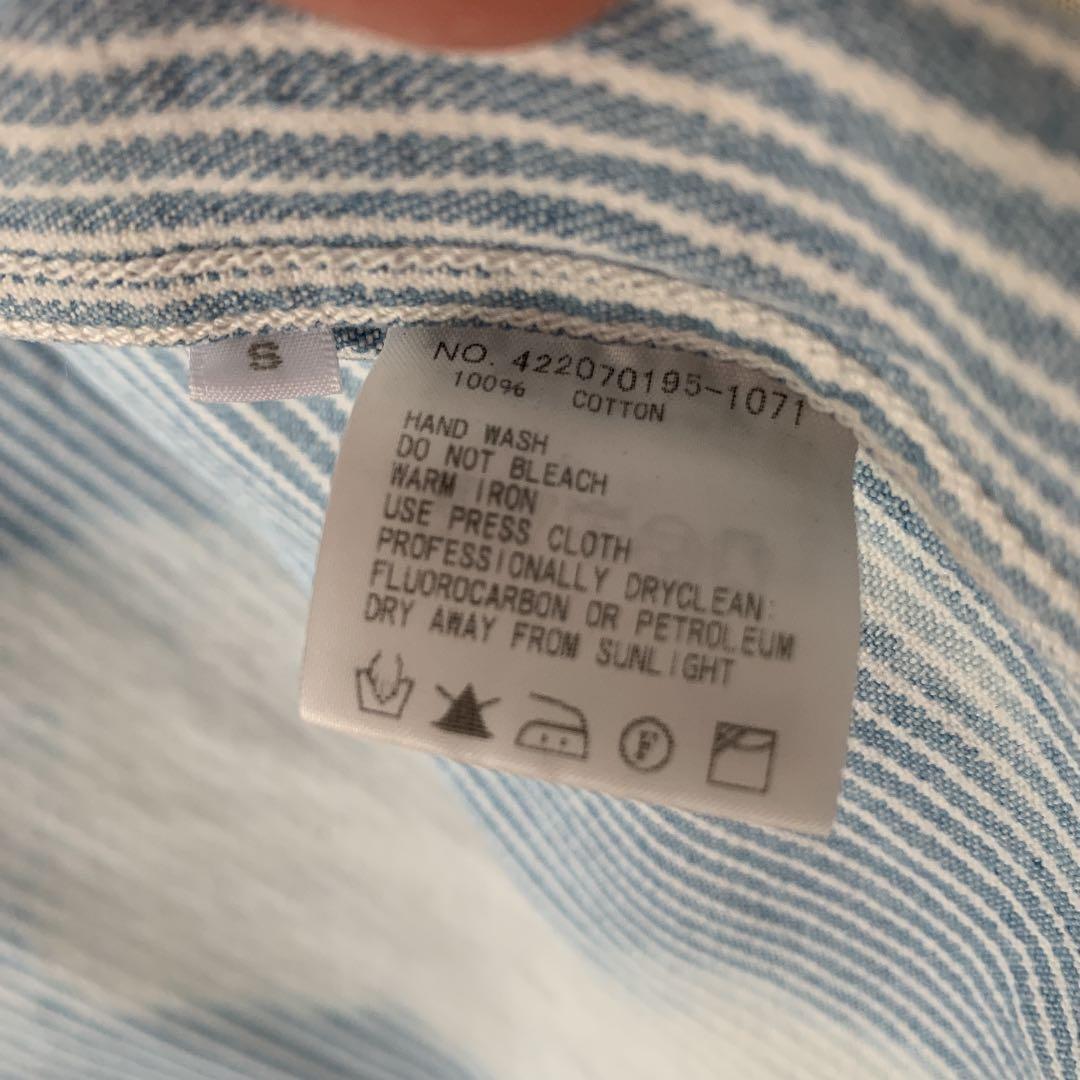 S
NO. 422070195-1071
100% COTTON
HAND WASH
DO NOT BLEACH
WARM IRON
USE PRESS CLOTH
PROFESSIONALLY DRYCLEAN:
FLUOROCARBON OR PETROLEUM
DRY AWAY FROM SUNLIGHT
F